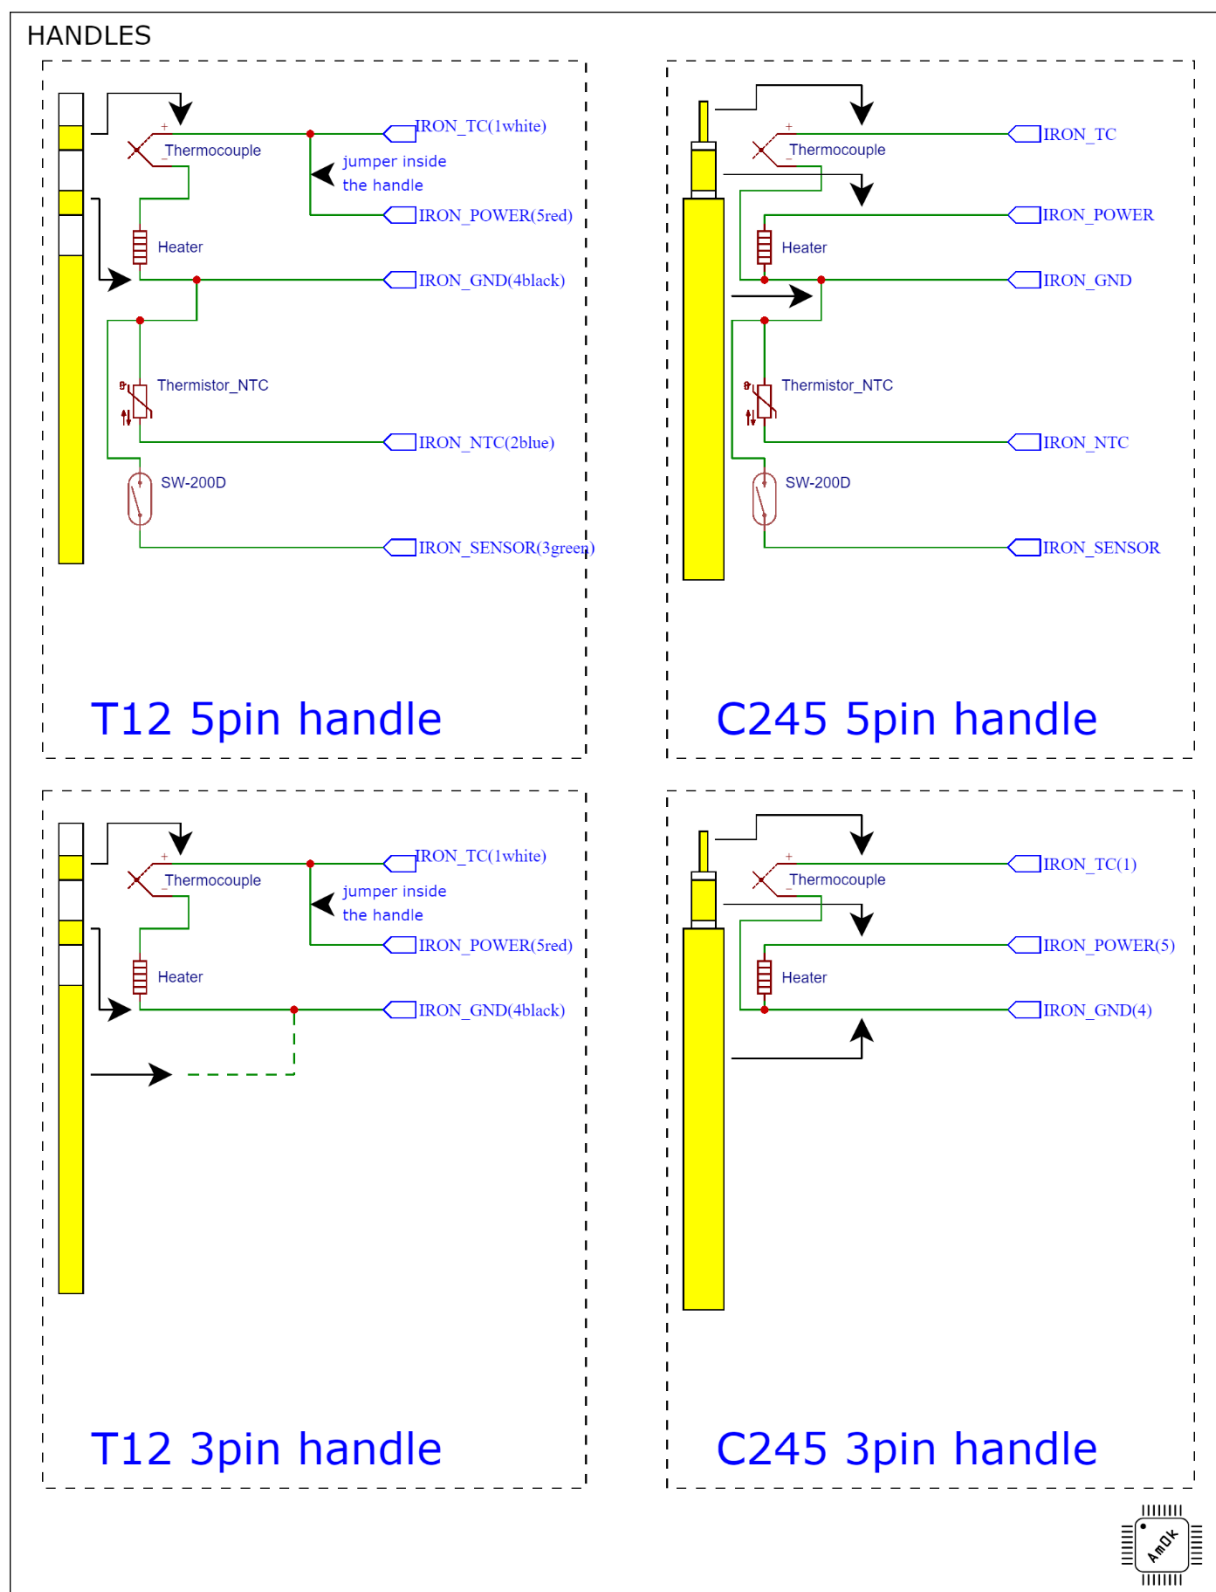 HANDLES
+
Thermocouple
IRON_TC(1white)
jumper inside
the handle
IRON_POWER(5red)
Heater
IRON_GND(4black)
Thermistor_NTC
IRON_NTC(2blue)
SW-200D
IRON_SENSOR(3green)
T12 5pin handle
+
Thermocouple
IRON_TC
IRON_POWER
Heater
IRON_GND
Thermistor_NTC
IRON_NTC
SW-200D
IRON_SENSOR
C245 5pin handle
+
Thermocouple
IRON_TC(1white)
jumper inside
the handle
IRON_POWER(5red)
Heater
IRON_GND(4black)
T12 3pin handle
+
Thermocouple
IRON_TC(1)
IRON_POWER(5)
Heater
IRON_GND(4)
C245 3pin handle
AmOk